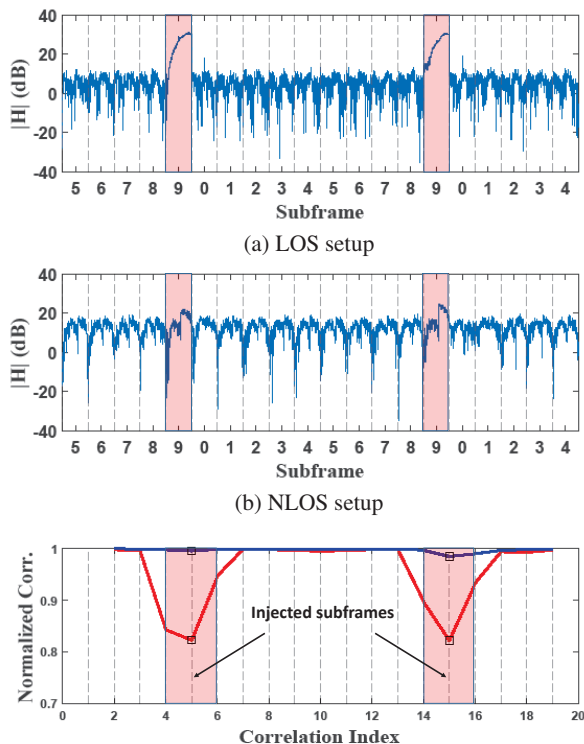 40
20
0
-20
-40
|H| (dB)
5 6 7 8 9 0 1 2 3 4 5 6 7 8 9 0 1 2 3 4
Subframe
(a) LOS setup
40
20
0
-20
-40
|H| (dB)
5 6 7 8 9 0 1 2 3 4 5 6 7 8 9 0 1 2 3 4
Subframe
(b) NLOS setup
1
0.9
0.8
0.7
Normalized Corr.
Injected subframes
0 2 4 6 8 10 12 14 16 18 20
Correlation Index